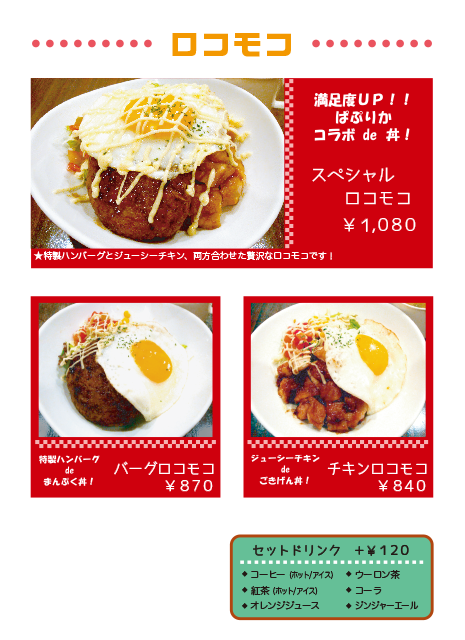 ロコモコ
満足度UP！！
ぱぷりか
コラボ de 丼！
スペシャル
ロコモコ
￥1,080
★特製ハンバーグとジューシーチキン、両方合わせた贅沢なロコモコです！
特製ハンバーグ
de
まんぷく丼！
バーグロコモコ
￥870
ジューシーチキン
de
ごきげん丼！
チキンロコモコ
￥840
セットドリンク ＋￥120
◆ コーヒー (ホット/アイス)
◆ 紅茶 (ホット/アイス)
◆ オレンジジュース
◆ ウーロン茶
◆ コーラ
◆ ジンジャーエール